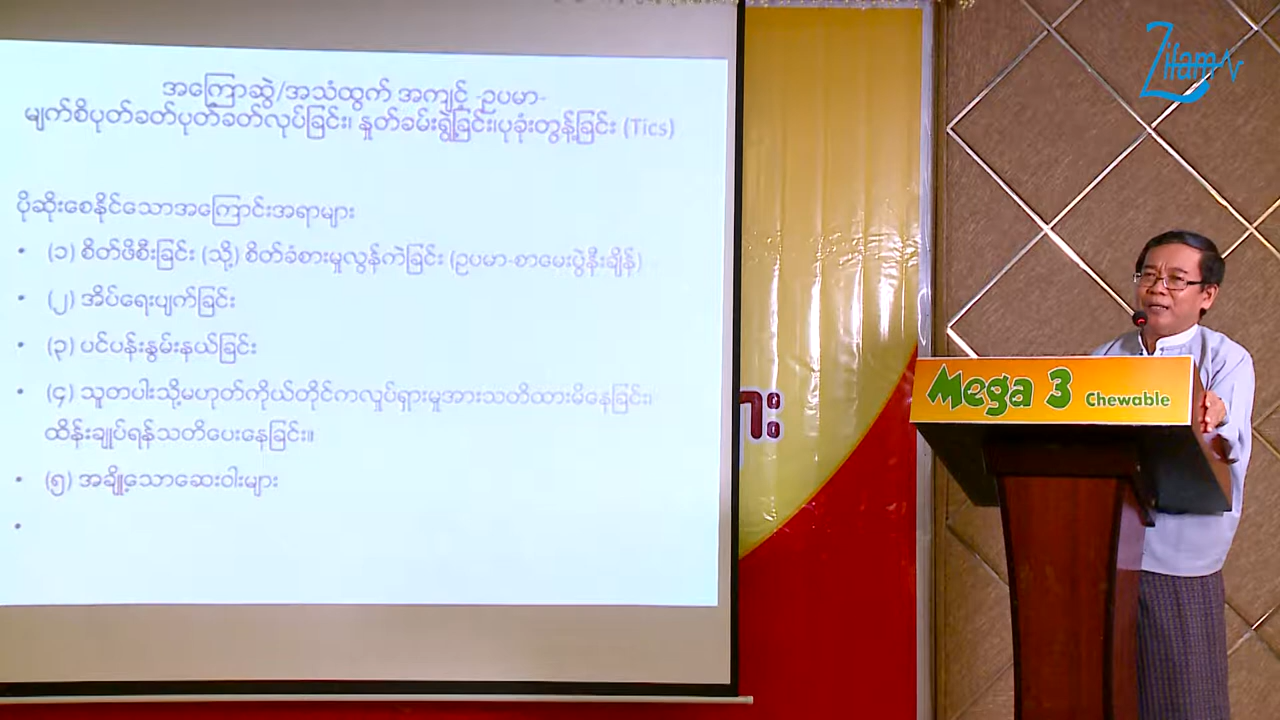 အကြောဆွဲ/အသံထွက် အကျင့် -ဥပမာ-
မျက်စိပုတ်ခတ်ပုတ်ခတ်လုပ်ခြင်း၊ နှုတ်ခမ်းရွဲ့ခြင်း၊ပုခုံးတွန့်ခြင်း (Tics)
ပိုဆိုးစေနိုင်သောအကြောင်းအရာများ
• (၁) စိတ်ဖိစီးခြင်း (သို့) စိတ်ခံစားမှုလွန်ကဲခြင်း (ဥပမာ-စာမေးပွဲနီးချိန်)
• (၂) အိပ်ရေးပျက်ခြင်း
• (၃) ပင်ပန်းနွမ်းနယ်ခြင်း
• (၄) သူတပါးသို့မဟုတ်ကိုယ်တိုင်ကလှုပ်ရှားမှုအားသတိထားမိနေခြင်း၊
ထိန်းချုပ်ရန်သတိပေးနေခြင်း။
• (၅) အချို့သောဆေးဝါးများ
•
Zifam TV
Mega 3 Chewable